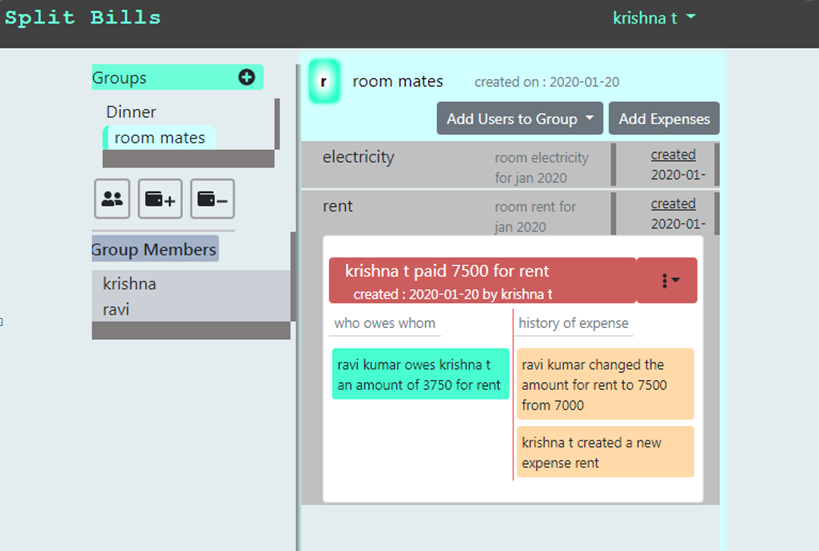 Split Bills
krishna t
Groups
Dinner
room mates
Group Members
krishna
ravi
r
room mates
created on : 2020-01-20
Add Users to Group
Add Expenses
electricity
room electricity
for jan 2020
created
2020-01-
rent
room rent for
jan 2020
created
2020-01-
krishna t paid 7500 for rent
created : 2020-01-20 by krishna t
who owes whom
ravi kumar owes krishna t
an amount of 3750 for rent
history of expense
ravi kumar changed the
amount for rent to 7500
from 7000
krishna t created a new
expense rent